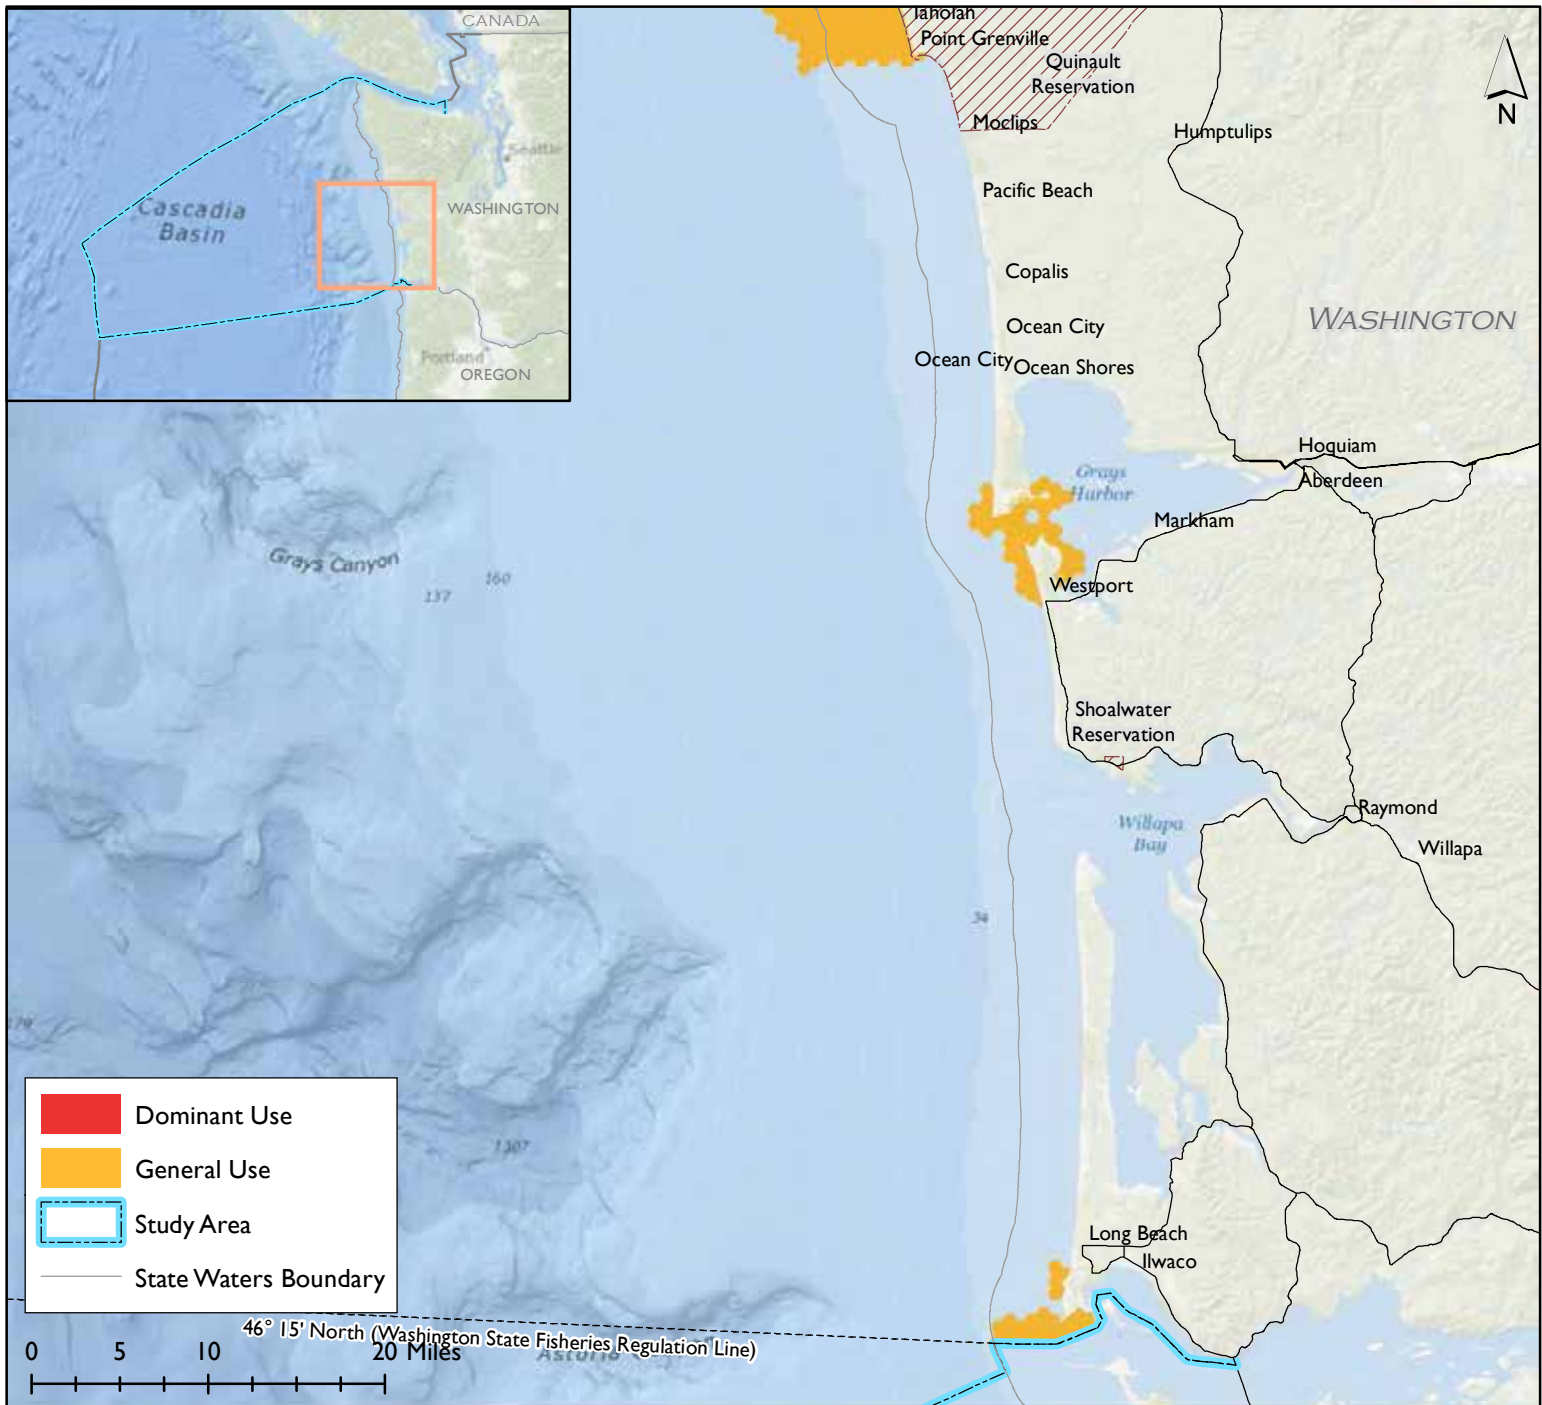 CANADA
Seattle
WASHINGTON
Cascadia
Basin
Portland
OREGON
Taholah
Point Grenville
Quinault
Reservation
Moclips
Humptulips
N
Pacific Beach
Copalis
WASHINGTON
Ocean City
Ocean City
Ocean Shores
Hoquiam
Grays
Harbor
Aberdeen
Markham
Grays Canyon
160
137
Westport
Shoalwater
Reservation
Raymond
Willapa
Bay
Willapa
34
1307
Dominant Use
General Use
Study Area
State Waters Boundary
Long Beach
Ilwaco
46° 15' North (Washington State Fisheries Regulation Line)
0 5 10 20 Miles